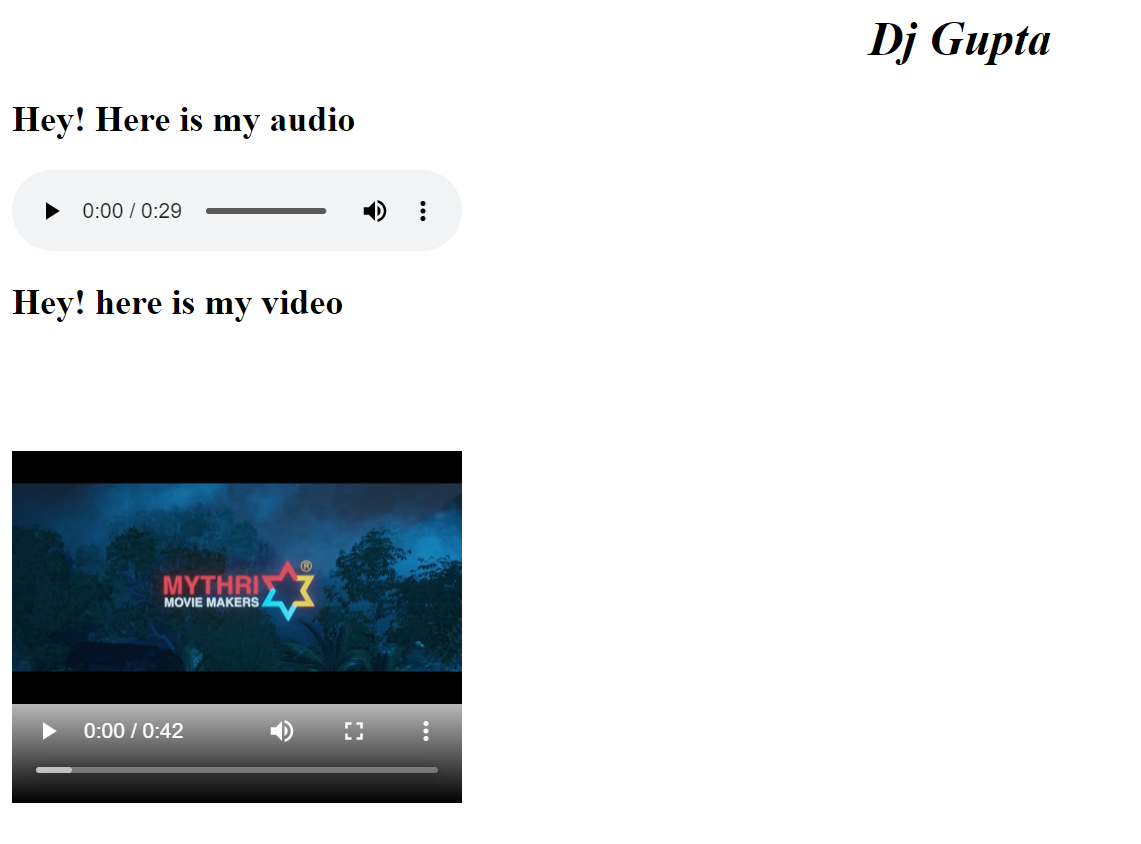 Dj Gupta
Hey! Here is my audio
0:00 / 0:29
Hey! here is my video
MYTHRI ®
MOVIE MAKERS
0:00 / 0:42